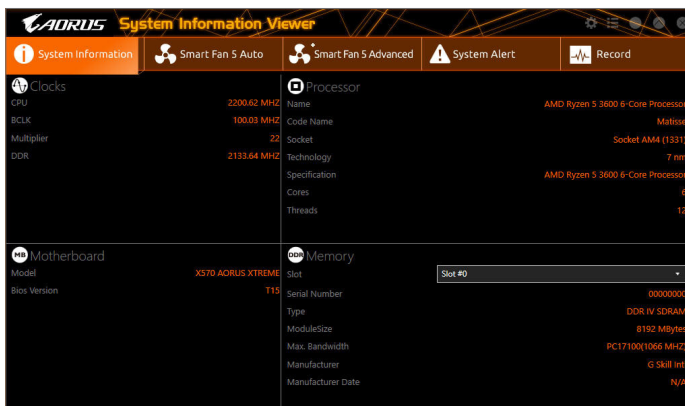 AORUS System Information Viewer
System Information Smart Fan 5 Auto Smart Fan 5 Advanced System Alert Record
Clocks
CPU 2200.62 MHZ
BCLK 100.03 MHZ
Multiplier 22
DDR 2133.64 MHZ
Processor
Name AMD Ryzen 5 3600 6-Core Processor
Code Name Matisse
Socket Socket AM4 (1331)
Technology 7 nm
Specification AMD Ryzen 5 3600 6-Core Processor
Cores 6
Threads 12
MB Motherboard
Model X570 AORUS XTREME
Bios Version T15
DDR Memory
Slot Slot #0
Serial Number 00000000
Type DDR IV SDRAM
ModuleSize 8192 MBytes
Max. Bandwidth PC17100(1066 MHZ)
Manufacturer G Skill Intl
Manufacturer Date N/A